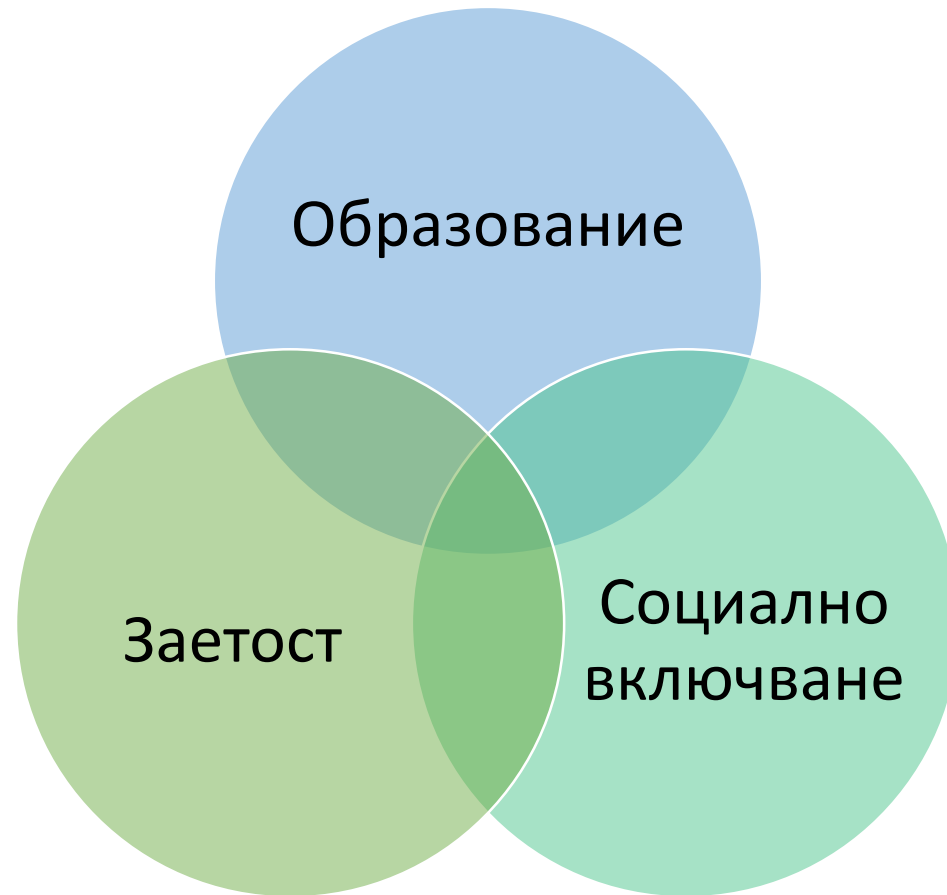 Образование
Заетост
Социално
включване